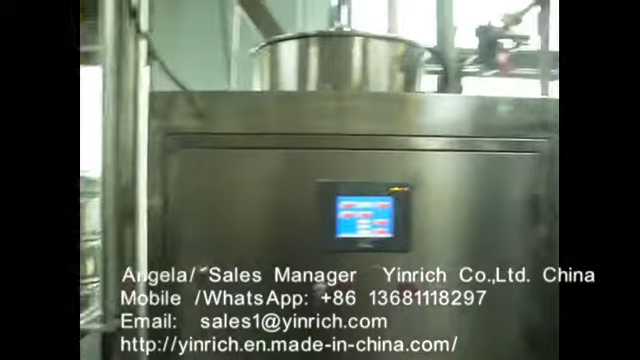 Angela/ Sales Manager Yinrich Co.,Ltd. China
Mobile /WhatsApp: +86 13681118297
Email: sales1@yinrich.com
http://yinrich.en.made-in-china.com/